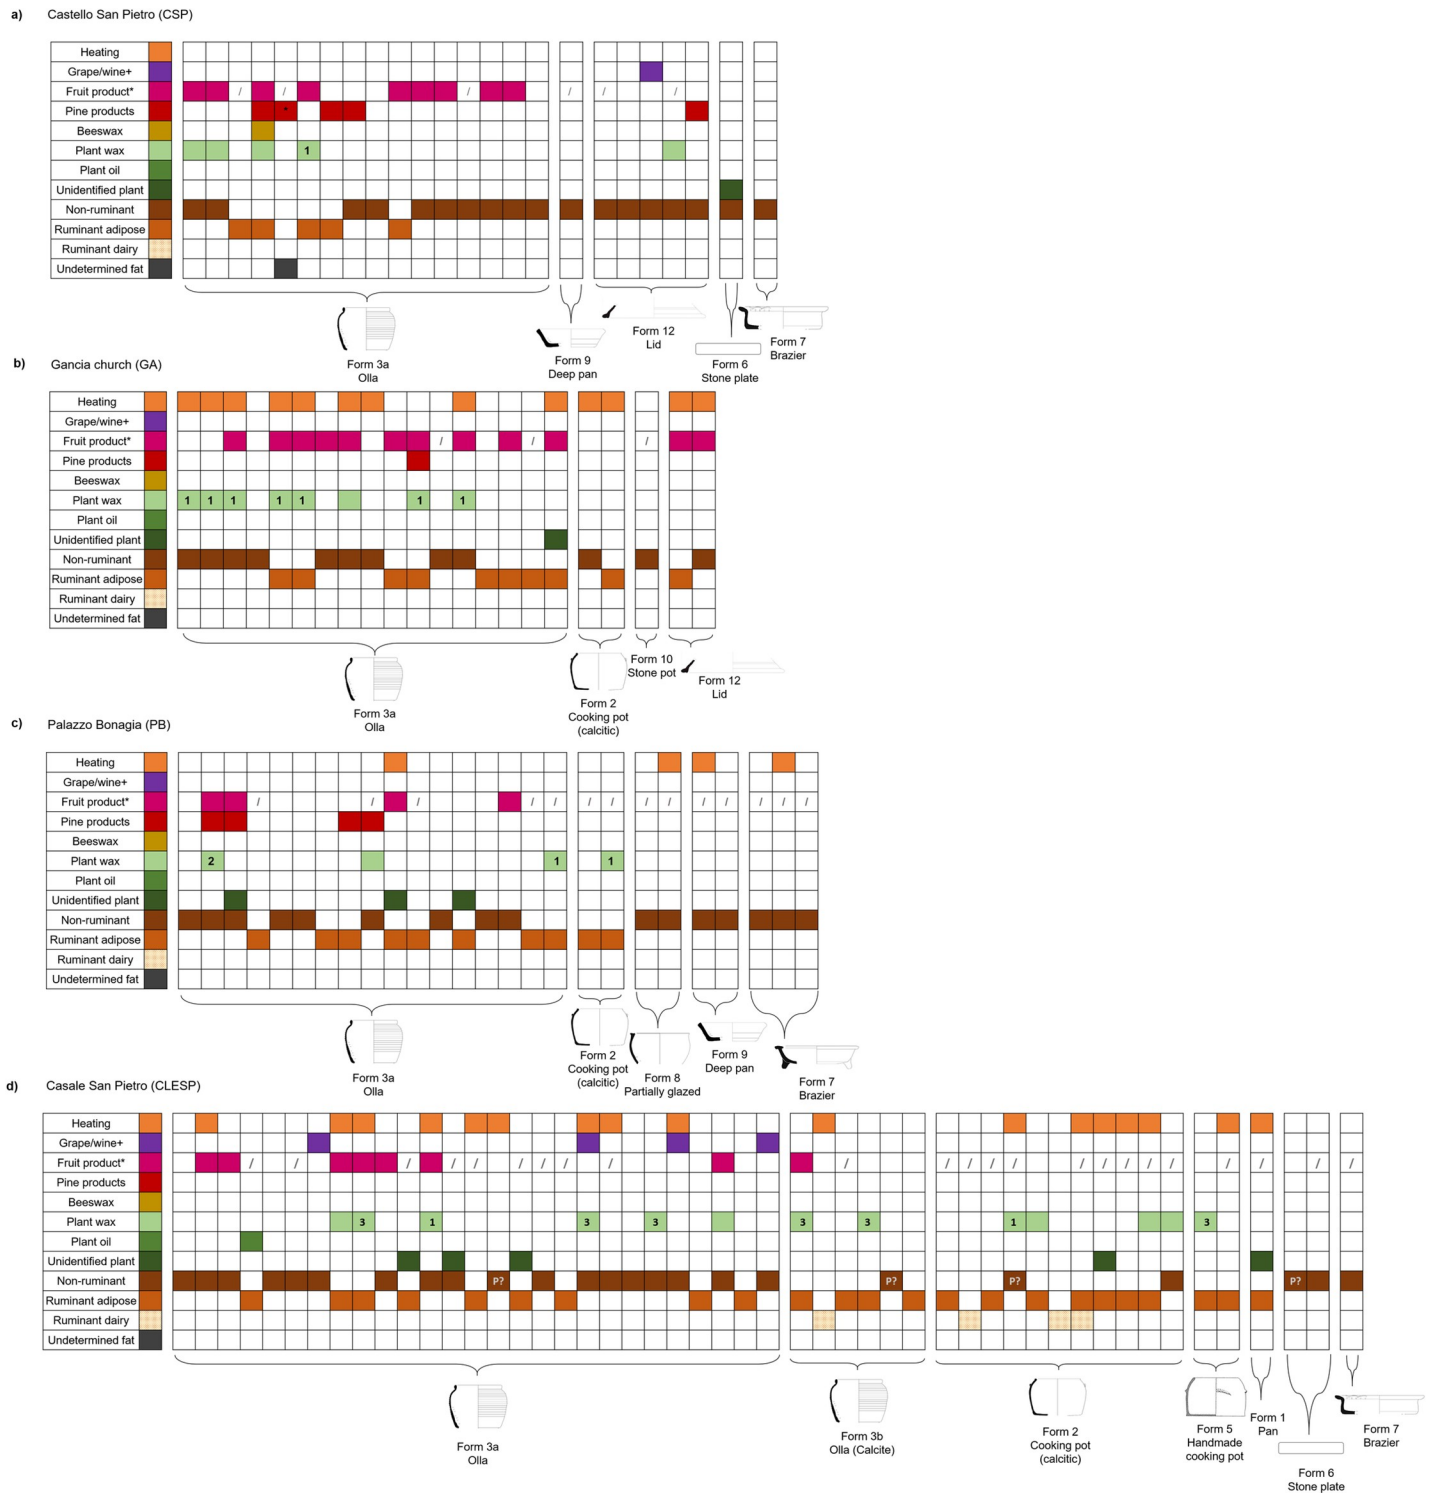 a) Castello San Pietro (CSP)
Heating
Grape/wine+
Fruit product* / / / / / /
Pine products *
Beeswax
Plant wax 1
Plant oil
Unidentified plant
Non-ruminant
Ruminant adipose
Ruminant dairy
Undetermined fat
Form 3a
Olla
Form 9
Deep pan
Form 12
Lid
Form 6
Stone plate
Form 7
Brazier
b) Gancia church (GA)
Heating
Grape/wine+
Fruit product* / / /
Pine products
Beeswax
Plant wax 1 1 1 1 1 1 1
Plant oil
Unidentified plant
Non-ruminant
Ruminant adipose
Ruminant dairy
Undetermined fat
Form 3a
Olla
Form 2
Cooking pot
(calcitic)
Form 10
Stone pot
Form 12
Lid
c) Palazzo Bonagia (PB)
Heating
Grape/wine+
Fruit product* / / / / / / / / / / / / / /
Pine products
Beeswax
Plant wax 2 1 1
Plant oil
Unidentified plant
Non-ruminant
Ruminant adipose
Ruminant dairy
Undetermined fat
Form 3a
Olla
Form 2
Cooking pot
(calcitic)
Form 8
Partially glazed
Form 9
Deep pan
Form 7
Brazier
d) Casale San Pietro (CLESP)
Heating
Grape/wine+
Fruit product* / / / / / / / / / / / / / / / / / / / / / / / /
Pine products
Beeswax
Plant wax 3 1 3 3 3 3 1 3
Plant oil
Unidentified plant
Non-ruminant P? P? P? P?
Ruminant adipose
Ruminant dairy
Undetermined fat
Form 3a
Olla
Form 3b
Olla (Calcite)
Form 2
Cooking pot
(calcitic)
Form 5
Handmade
cooking pot
Form 1
Pan
Form 6
Stone plate
Form 7
Brazier